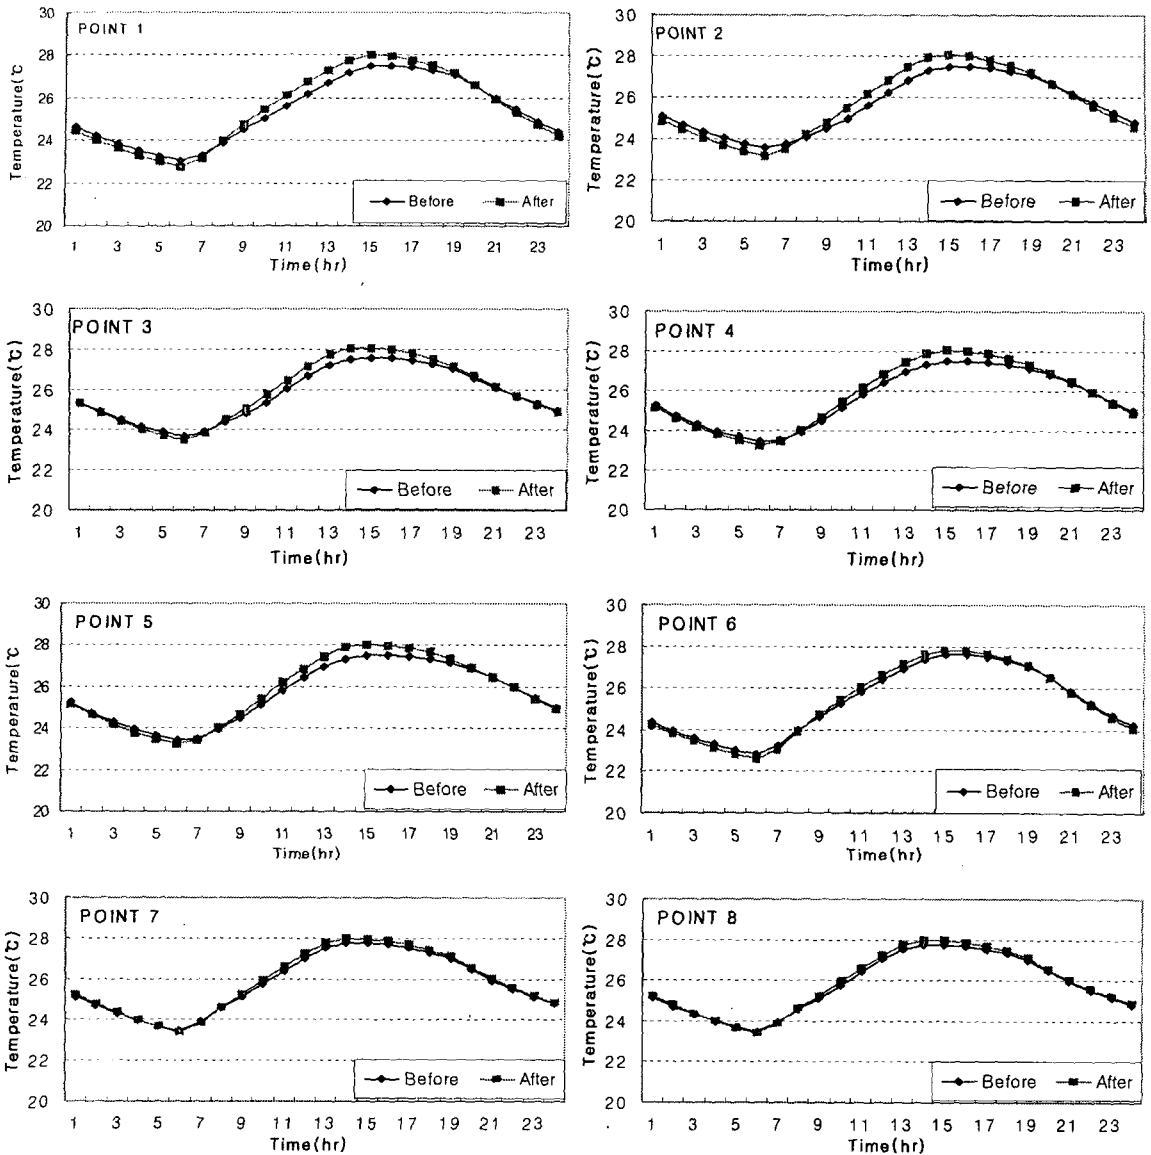 POINT 1
Temperature(℃
30
28
26
24
22
20
1 3 5 7 9 11 13 15 17 19 21 23
Time(hr)
Before After
POINT 2
Temperature(℃)
30
28
26
24
22
20
1 3 5 7 9 11 13 15 17 19 21 23
Time(hr)
Before After
POINT 3
Temperature(℃)
30
28
26
24
22
20
1 3 5 7 9 11 13 15 17 19 21 23
Time(hr)
Before After
POINT 4
Temperature(℃)
30
28
26
24
22
20
1 3 5 7 9 11 13 15 17 19 21 23
Time(hr)
Before After
POINT 5
Temperature(℃
30
28
26
24
22
20
1 3 5 7 9 11 13 15 17 19 21 23
Time(hr)
Before After
POINT 6
Temperature(℃)
30
28
26
24
22
20
1 3 5 7 9 11 13 15 17 19 21 23
Time(hr)
Before After
POINT 7
Temperature(℃)
30
28
26
24
22
20
1 3 5 7 9 11 13 15 17 19 21 23
Time(hr)
Before After
POINT 8
Temperature(℃)
30
28
26
24
22
20
1 3 5 7 9 11 13 15 17 19 21 23
Time(hr)
Before After